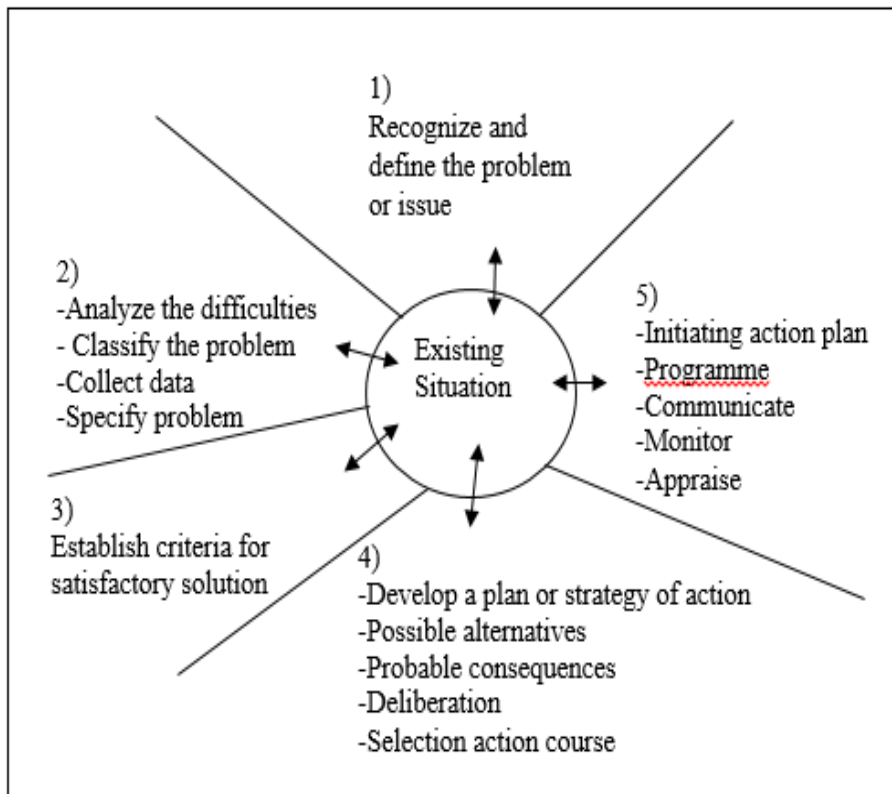 1)
Recognize and
define the problem
or issue
2)
-Analyze the difficulties
- Classify the problem
-Collect data
-Specify problem
Existing
Situation
5)
-Initiating action plan
-Programme
-Communicate
-Monitor
-Appraise
3)
Establish criteria for
satisfactory solution
4)
-Develop a plan or strategy of action
-Possible alternatives
-Probable consequences
-Deliberation
-Selection action course